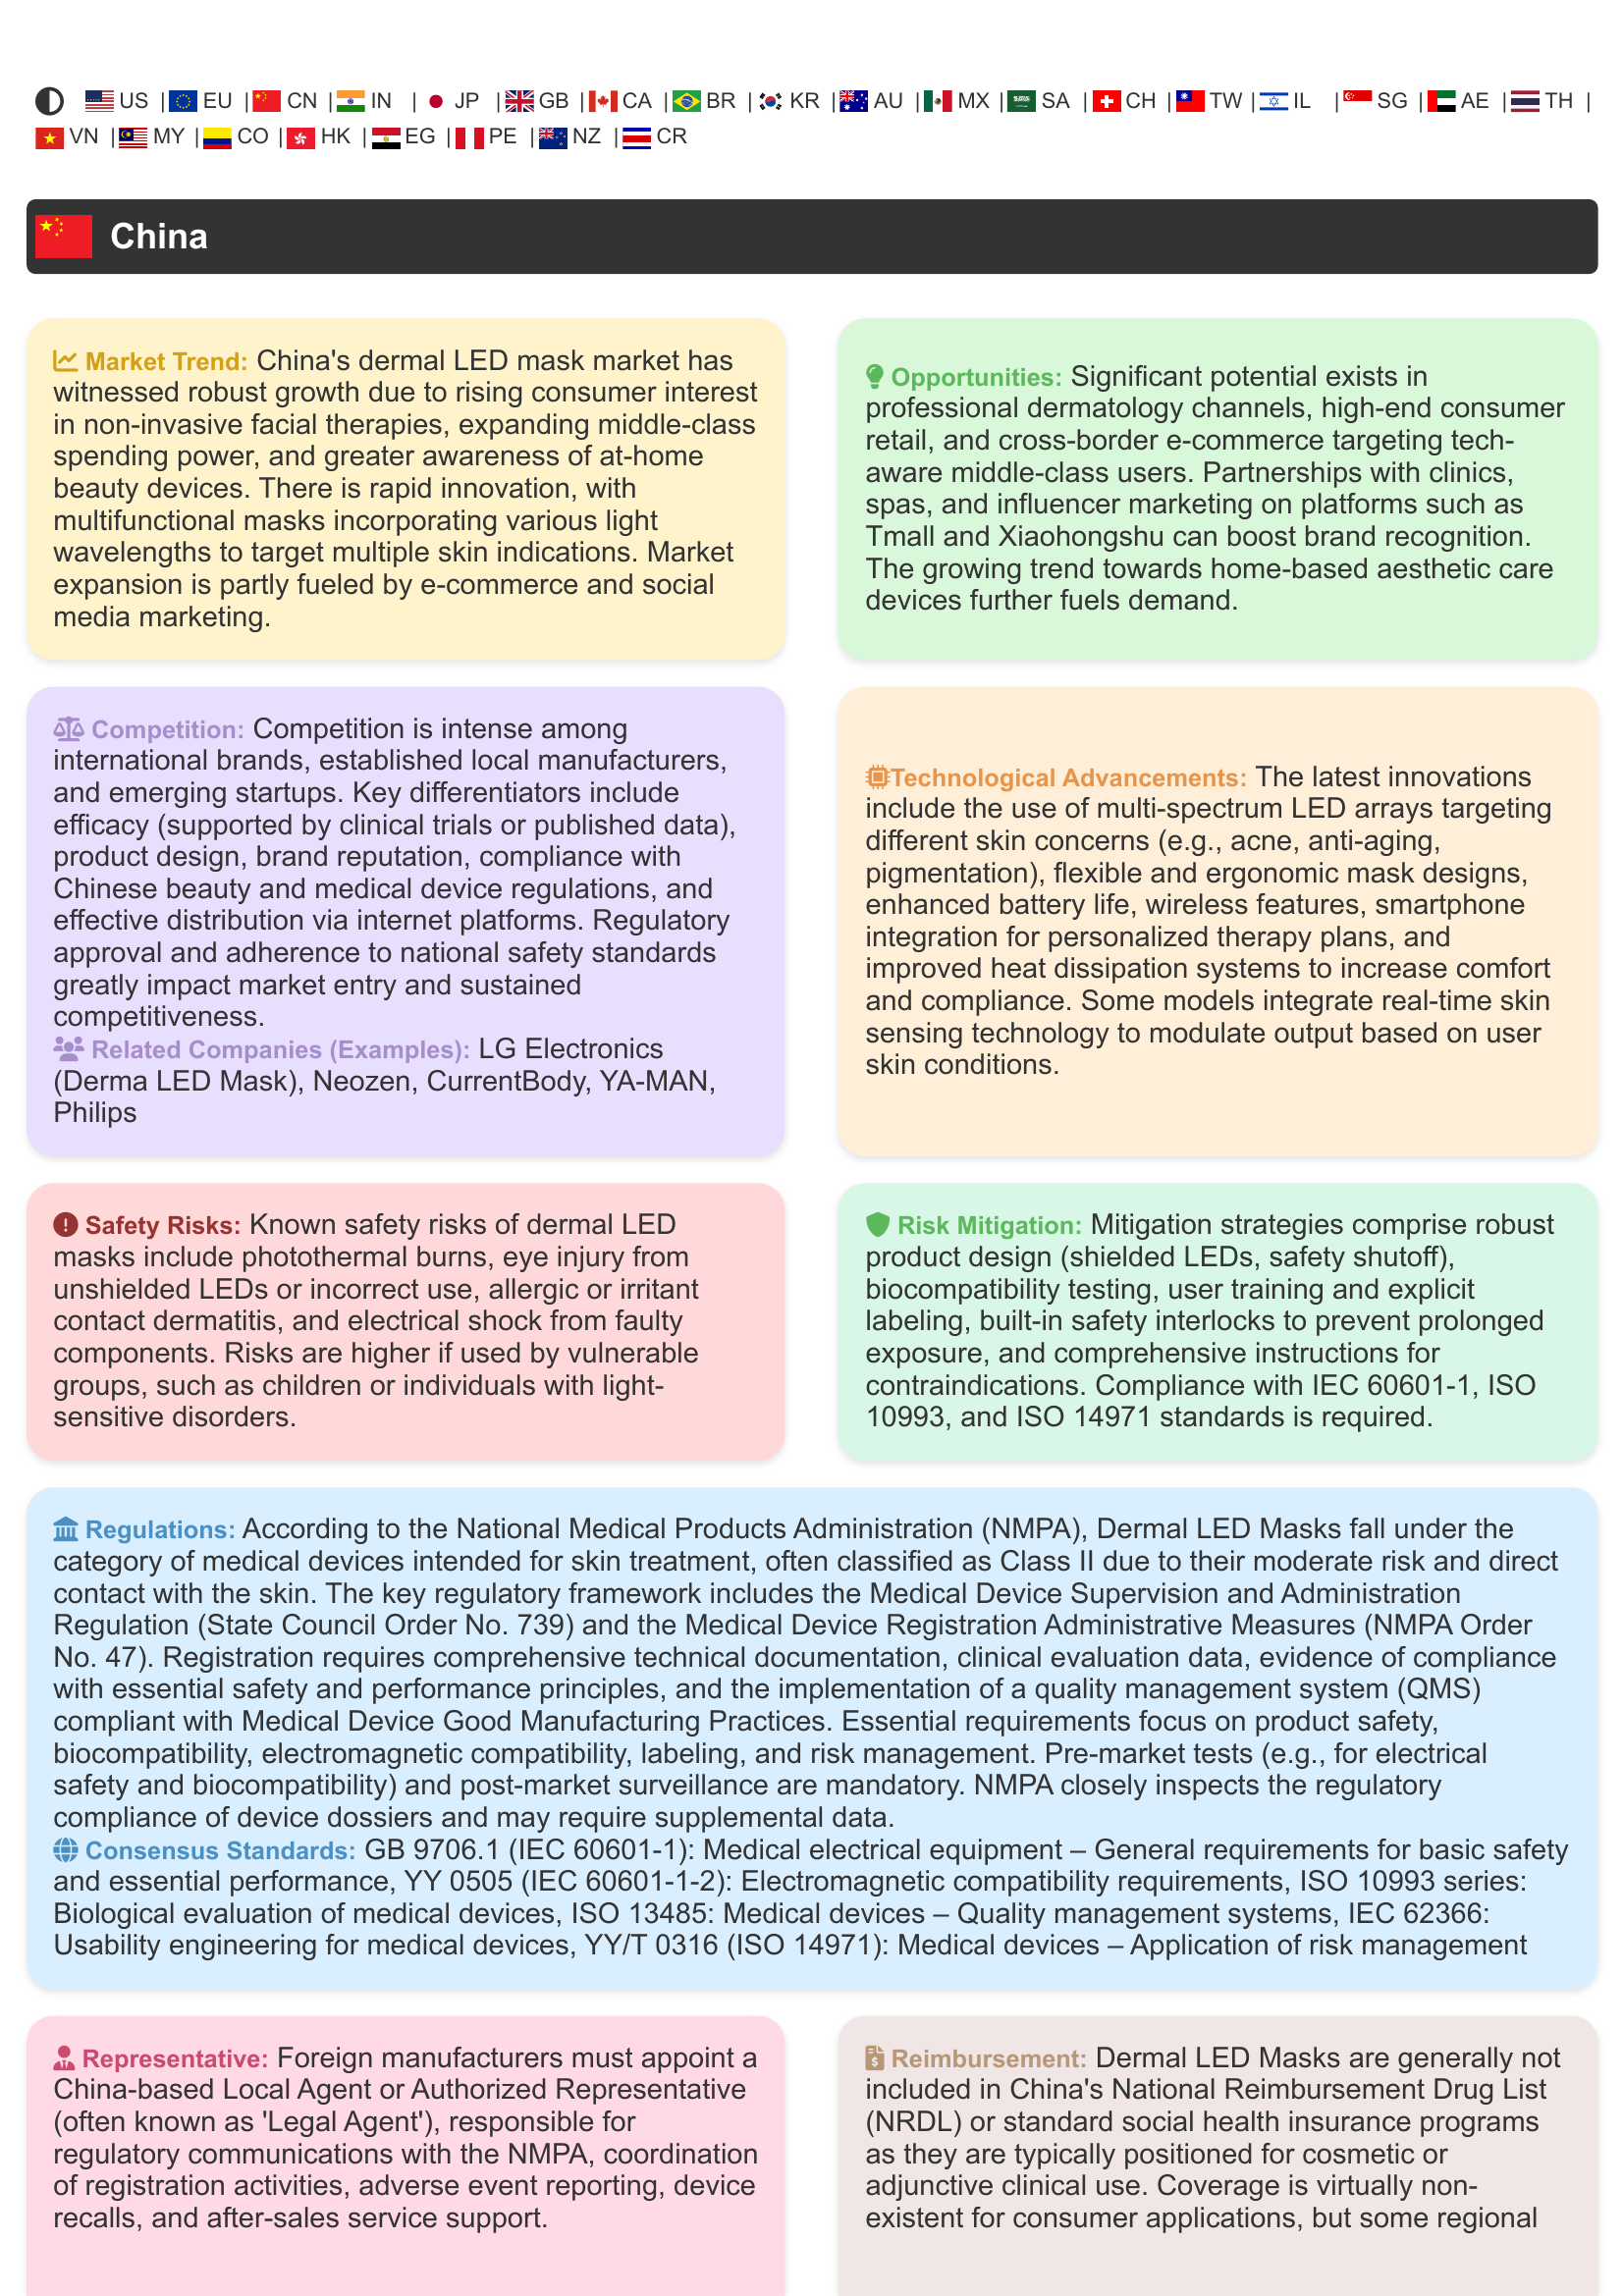 US | EU | CN | IN | JP | GB | CA | BR | KR | AU | MX | SA | CH | TW | IL | SG | AE | TH |
VN | MY | CO | HK | EG | PE | NZ | CR
China
Market Trend: China's dermal LED mask market has
witnessed robust growth due to rising consumer interest
in non-invasive facial therapies, expanding middle-class
spending power, and greater awareness of at-home
beauty devices. There is rapid innovation, with
multifunctional masks incorporating various light
wavelengths to target multiple skin indications. Market
expansion is partly fueled by e-commerce and social
media marketing.
Opportunities: Significant potential exists in
professional dermatology channels, high-end consumer
retail, and cross-border e-commerce targeting tech-
aware middle-class users. Partnerships with clinics,
spas, and influencer marketing on platforms such as
Tmall and Xiaohongshu can boost brand recognition.
The growing trend towards home-based aesthetic care
devices further fuels demand.
Competition: Competition is intense among
international brands, established local manufacturers,
and emerging startups. Key differentiators include
efficacy (supported by clinical trials or published data),
product design, brand reputation, compliance with
Chinese beauty and medical device regulations, and
effective distribution via internet platforms. Regulatory
approval and adherence to national safety standards
greatly impact market entry and sustained
competitiveness.
Related Companies (Examples): LG Electronics
(Derma LED Mask), Neozen, CurrentBody, YA-MAN,
Philips
Technological Advancements: The latest innovations
include the use of multi-spectrum LED arrays targeting
different skin concerns (e.g., acne, anti-aging,
pigmentation), flexible and ergonomic mask designs,
enhanced battery life, wireless features, smartphone
integration for personalized therapy plans, and
improved heat dissipation systems to increase comfort
and compliance. Some models integrate real-time skin
sensing technology to modulate output based on user
skin conditions.
Safety Risks: Known safety risks of dermal LED
masks include photothermal burns, eye injury from
unshielded LEDs or incorrect use, allergic or irritant
contact dermatitis, and electrical shock from faulty
components. Risks are higher if used by vulnerable
groups, such as children or individuals with light-
sensitive disorders.
Risk Mitigation: Mitigation strategies comprise robust
product design (shielded LEDs, safety shutoff),
biocompatibility testing, user training and explicit
labeling, built-in safety interlocks to prevent prolonged
exposure, and comprehensive instructions for
contraindications. Compliance with IEC 60601-1, ISO
10993, and ISO 14971 standards is required.
Regulations: According to the National Medical Products Administration (NMPA), Dermal LED Masks fall under the
category of medical devices intended for skin treatment, often classified as Class II due to their moderate risk and direct
contact with the skin. The key regulatory framework includes the Medical Device Supervision and Administration
Regulation (State Council Order No. 739) and the Medical Device Registration Administrative Measures (NMPA Order
No. 47). Registration requires comprehensive technical documentation, clinical evaluation data, evidence of compliance
with essential safety and performance principles, and the implementation of a quality management system (QMS)
compliant with Medical Device Good Manufacturing Practices. Essential requirements focus on product safety,
biocompatibility, electromagnetic compatibility, labeling, and risk management. Pre-market tests (e.g., for electrical
safety and biocompatibility) and post-market surveillance are mandatory. NMPA closely inspects the regulatory
compliance of device dossiers and may require supplemental data.
Consensus Standards: GB 9706.1 (IEC 60601-1): Medical electrical equipment – General requirements for basic safety
and essential performance, YY 0505 (IEC 60601-1-2): Electromagnetic compatibility requirements, ISO 10993 series:
Biological evaluation of medical devices, ISO 13485: Medical devices – Quality management systems, IEC 62366:
Usability engineering for medical devices, YY/T 0316 (ISO 14971): Medical devices – Application of risk management
Representative: Foreign manufacturers must appoint a
China-based Local Agent or Authorized Representative
(often known as 'Legal Agent'), responsible for
regulatory communications with the NMPA, coordination
of registration activities, adverse event reporting, device
recalls, and after-sales service support.
Reimbursement: Dermal LED Masks are generally not
included in China's National Reimbursement Drug List
(NRDL) or standard social health insurance programs
as they are typically positioned for cosmetic or
adjunctive clinical use. Coverage is virtually non-
existent for consumer applications, but some regional